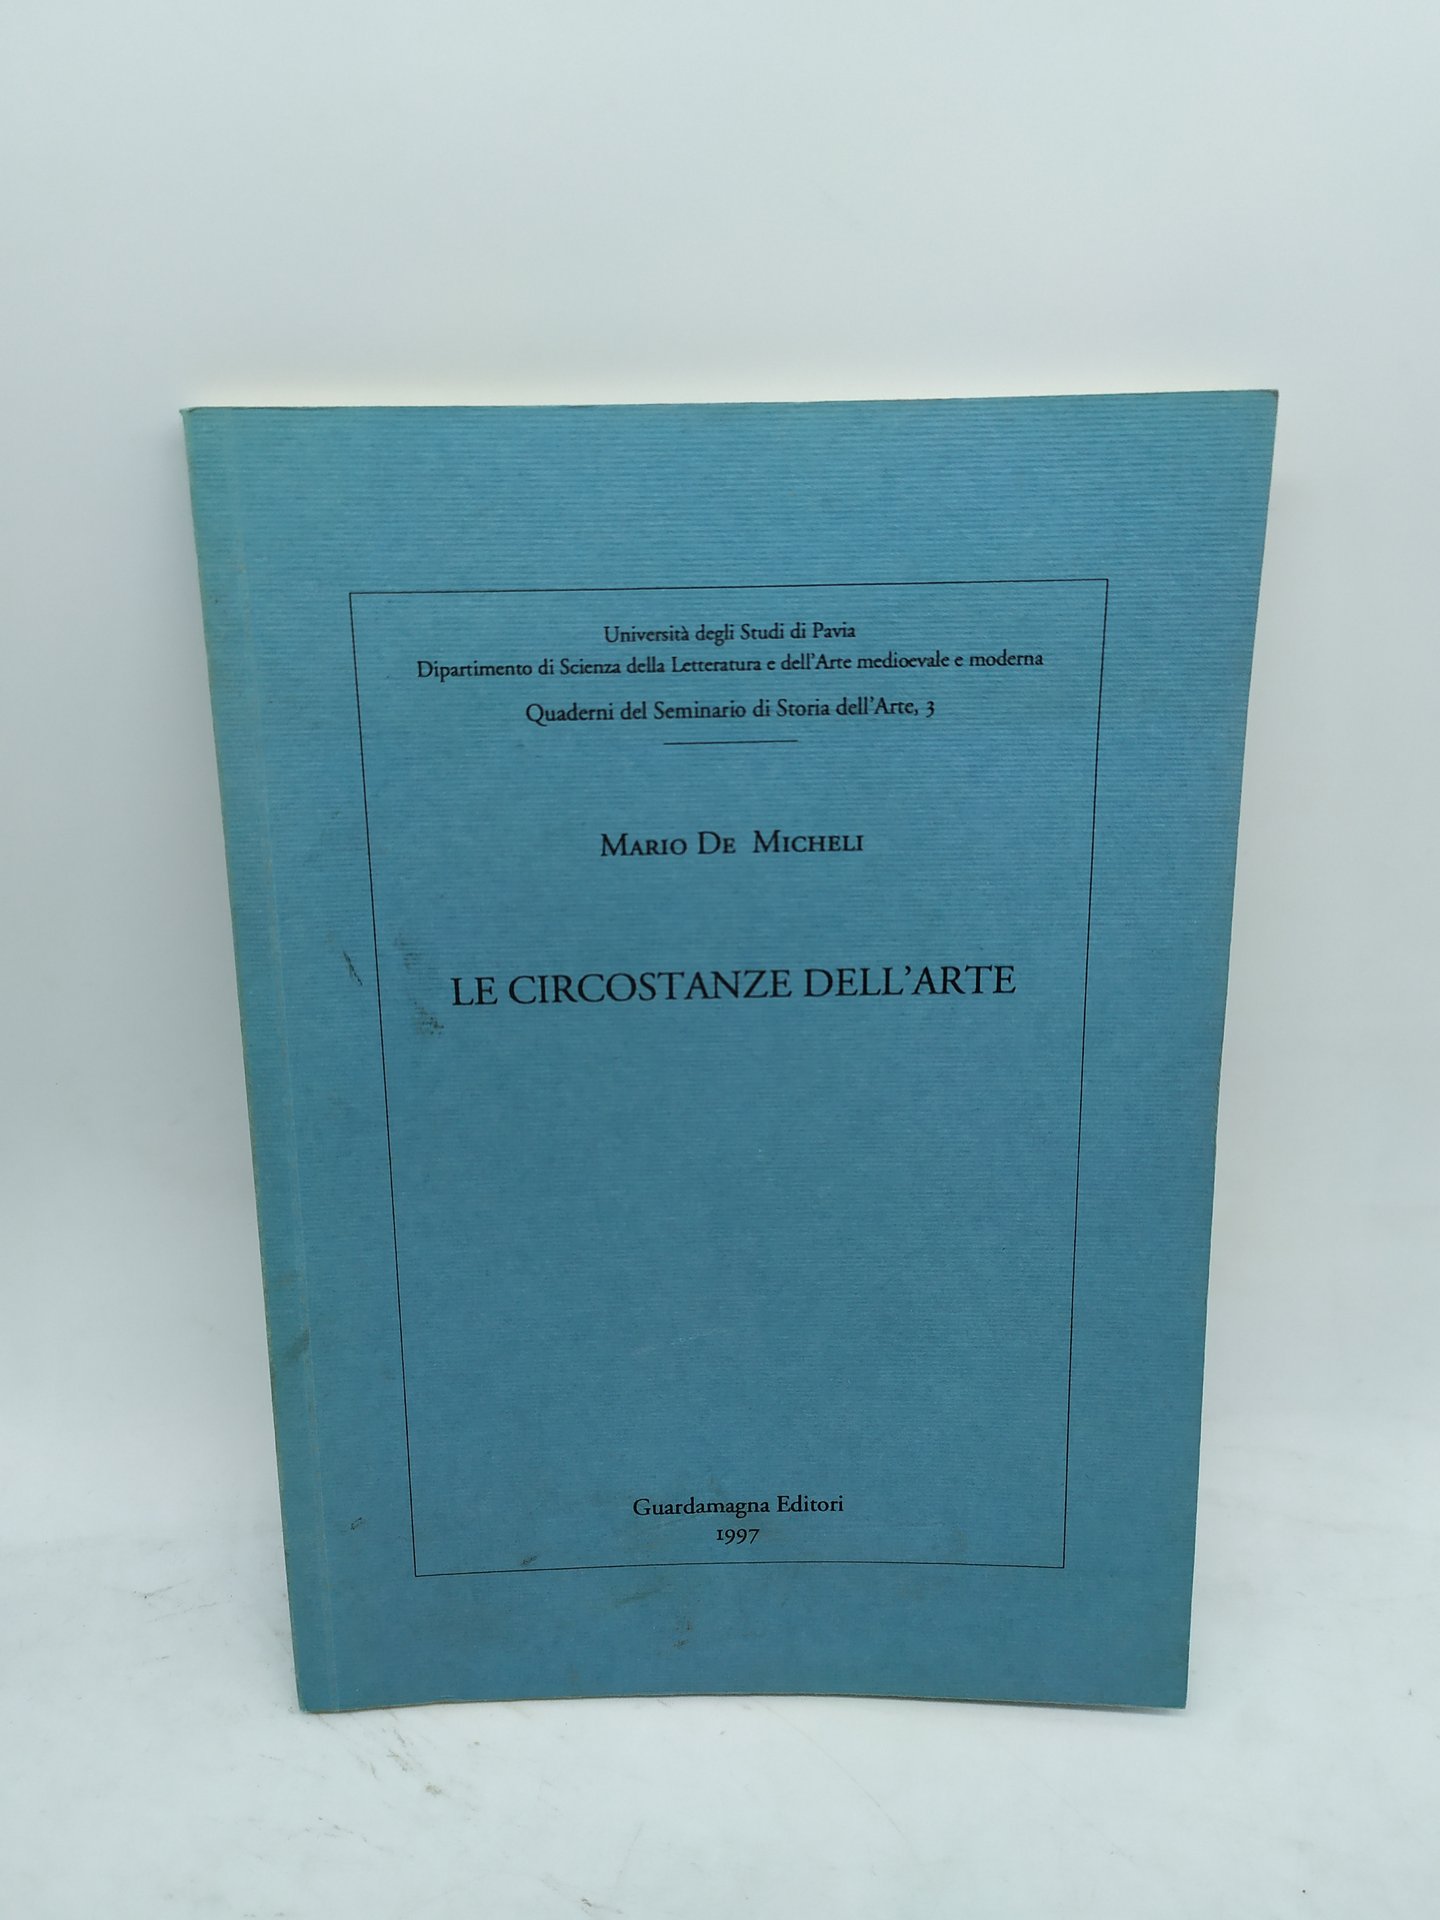 Università degli Studi di Pavia
Dipartimento di Scienza della Letteratura e dell'Arte medioevale e moderna
Quaderni del Seminario di Storia dell'Arte, 3
Mario De Micheli
LE CIRCOSTANZE DELL'ARTE
Guardamagna Editori
1997